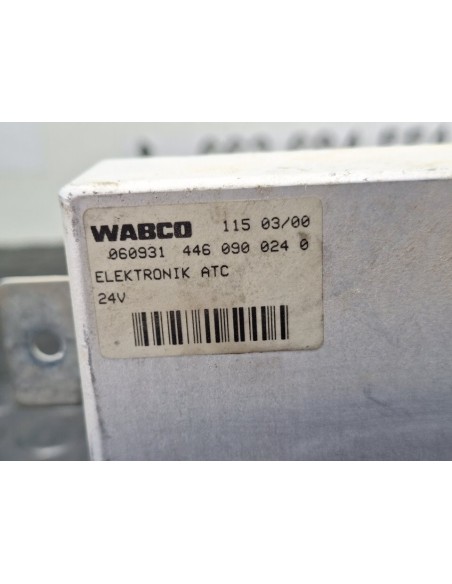 WABCO 115 03/00
060931 446 090 024 0
ELEKTRONIK ATC
24V